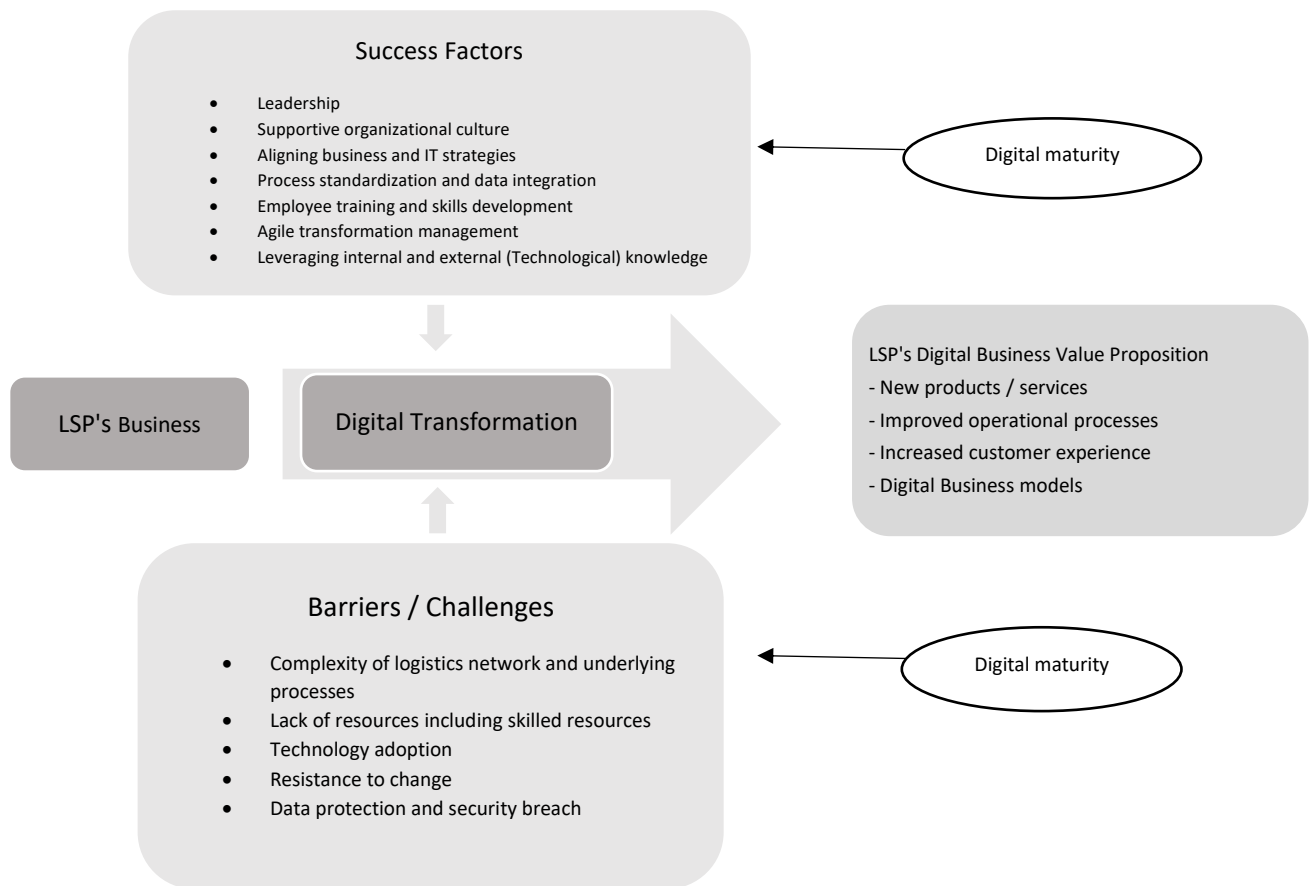 Success Factors
• Leadership
• Supportive organizational culture
• Aligning business and IT strategies
• Process standardization and data integration
• Employee training and skills development
• Agile transformation management
• Leveraging internal and external (Technological) knowledge
Digital maturity
LSP's Business
Digital Transformation
LSP's Digital Business Value Proposition
- New products / services
- Improved operational processes
- Increased customer experience
- Digital Business models
Barriers / Challenges
• Complexity of logistics network and underlying
processes
• Lack of resources including skilled resources
• Technology adoption
• Resistance to change
• Data protection and security breach
Digital maturity